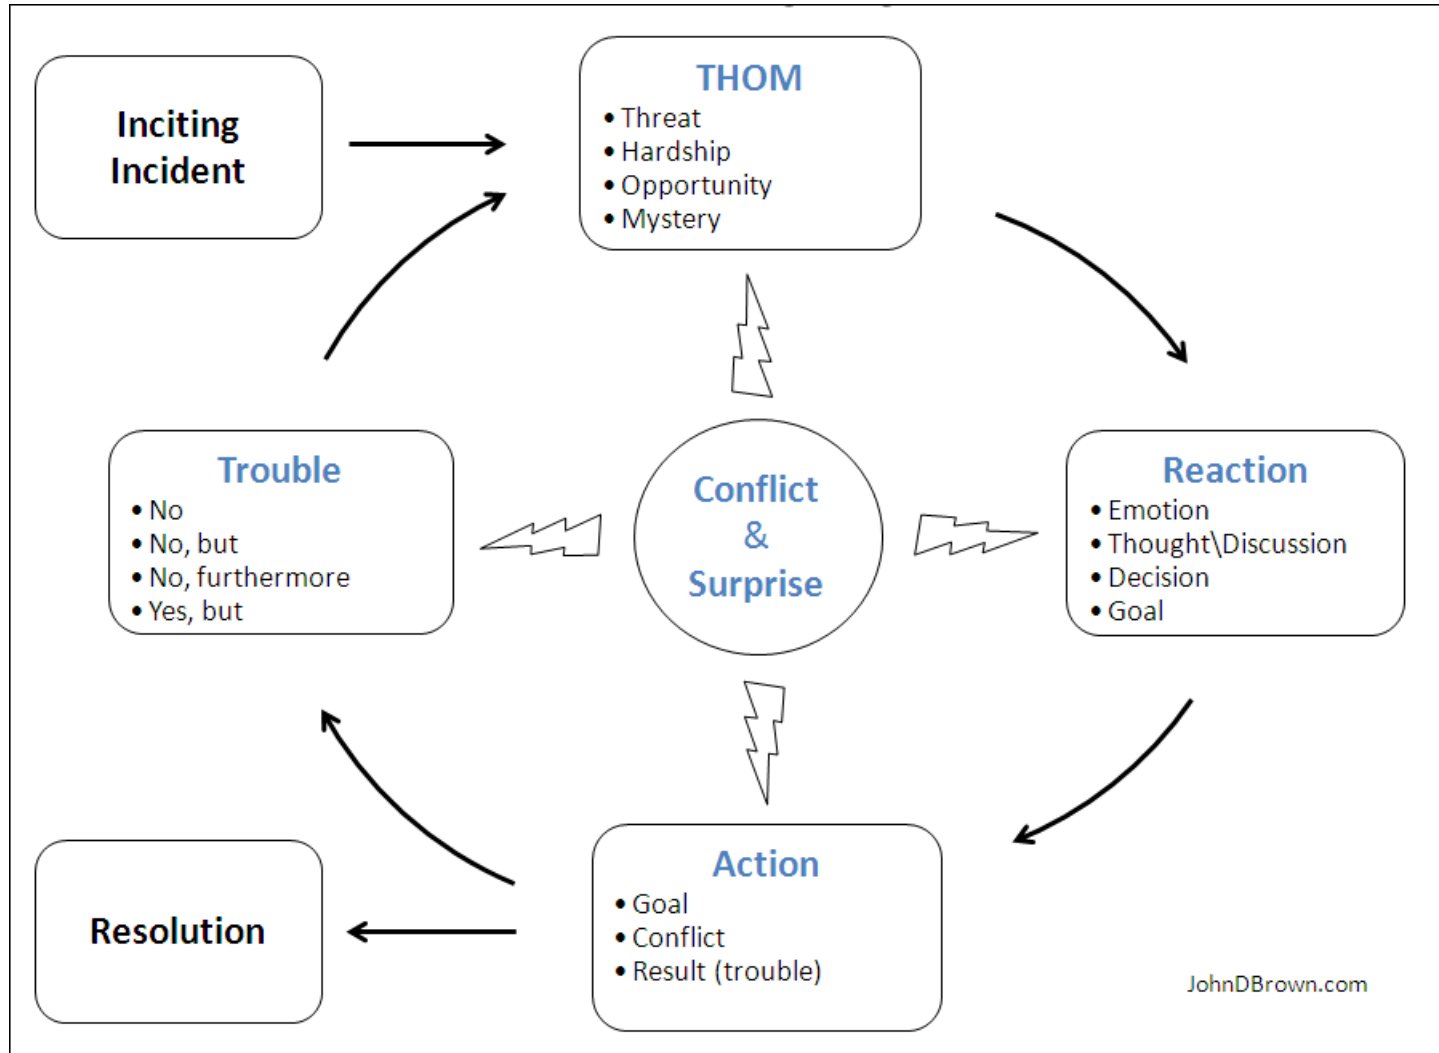 Inciting
Incident
THOM
• Threat
• Hardship
• Opportunity
• Mystery
Trouble
• No
• No, but
• No, furthermore
• Yes, but
Conflict
&
Surprise
Reaction
• Emotion
• Thought\Discussion
• Decision
• Goal
Action
• Goal
• Conflict
• Result (trouble)
Resolution
JohnDBrown.com